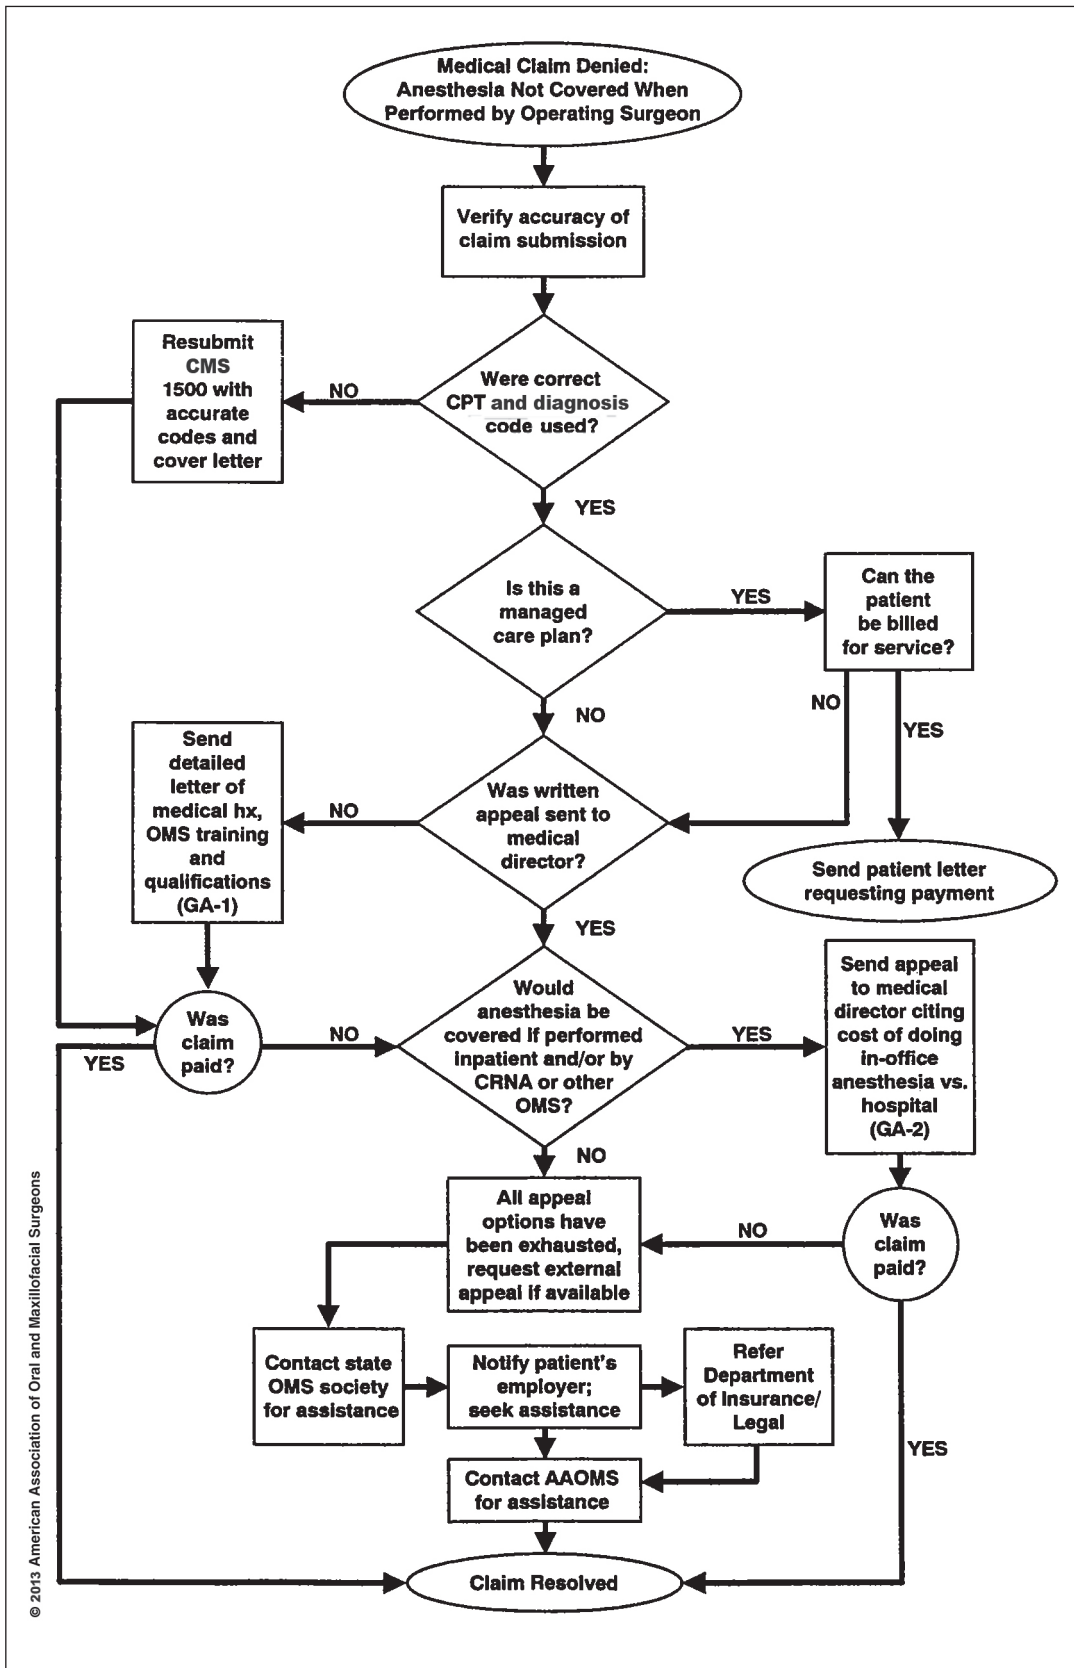 Medical Claim Denied:
Anesthesia Not Covered When
Performed by Operating Surgeon
Verify accuracy of
claim submission
Resubmit
CMS
1500 with
accurate
codes and
cover letter
NO
Were correct
CPT and diagnosis
code used?
YES
Is this a
managed
care plan?
YES
Can the
patient
be billed
for service?
NO
NO
YES
Send
detailed
letter of
medical hx,
OMS training
and
qualifications
(GA-1)
NO
Was written
appeal sent to
medical
director?
Send patient letter
requesting payment
YES
Was
claim
paid?
YES
NO
Would
anesthesia be
covered if performed
inpatient and/or by
CRNA or other
OMS?
YES
Send appeal
to medical
director citing
cost of doing
in-office
anesthesia vs.
hospital
(GA-2)
NO
All appeal
options have
been exhausted,
request external
appeal if available
NO
Was
claim
paid?
Contact state
OMS society
for assistance
Notify patient's
employer;
seek assistance
Refer
Department
of Insurance/
Legal
YES
Contact AAOMS
for assistance
Claim Resolved
© 2013 American Association of Oral and Maxillofacial Surgeons